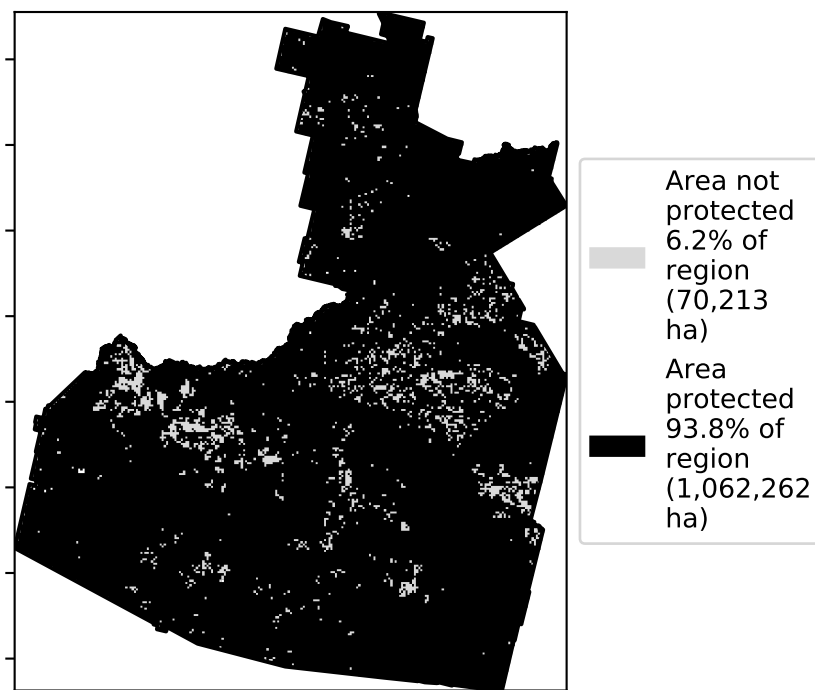 Area not
protected
6.2% of
region
(70,213
ha)
Area
protected
93.8% of
region
(1,062,262
ha)